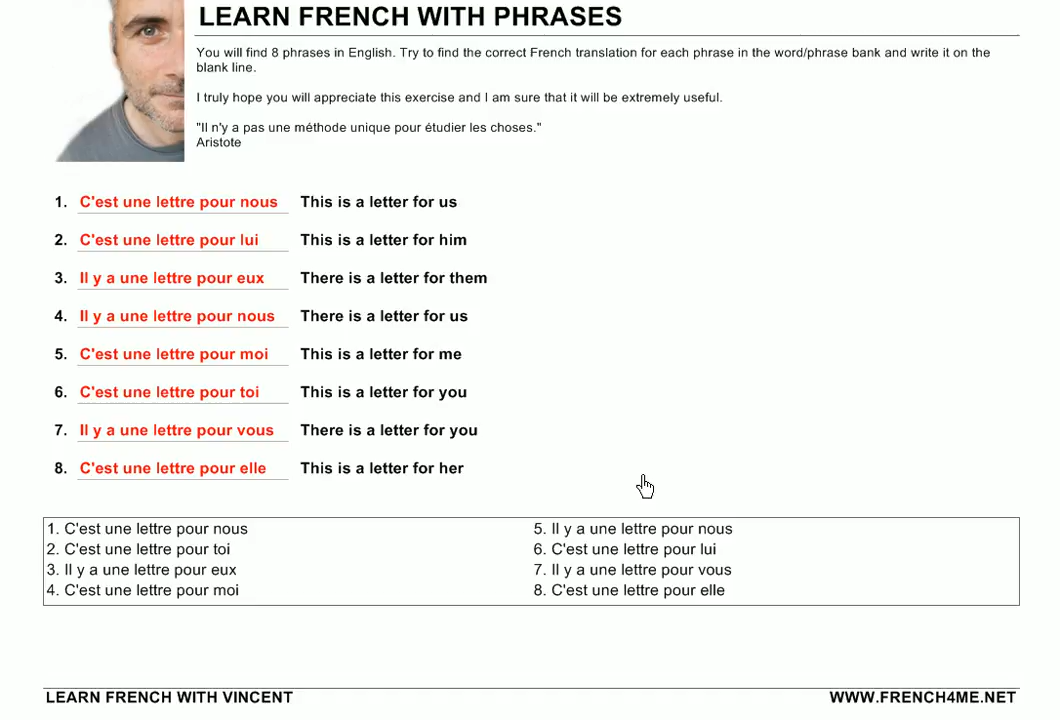 LEARN FRENCH WITH PHRASES
You will find 8 phrases in English. Try to find the correct French translation for each phrase in the word/phrase bank and write it on the
blank line.
I truly hope you will appreciate this exercise and I am sure that it will be extremely useful.
"Il n'y a pas une méthode unique pour étudier les choses."
Aristote
1. C'est une lettre pour nous This is a letter for us
2. C'est une lettre pour lui This is a letter for him
3. Il y a une lettre pour eux There is a letter for them
4. Il y a une lettre pour nous There is a letter for us
5. C'est une lettre pour moi This is a letter for me
6. C'est une lettre pour toi This is a letter for you
7. Il y a une lettre pour vous There is a letter for you
8. C'est une lettre pour elle This is a letter for her
1. C'est une lettre pour nous
2. C'est une lettre pour toi
3. Il y a une lettre pour eux
4. C'est une lettre pour moi
5. Il y a une lettre pour nous
6. C'est une lettre pour lui
7. Il y a une lettre pour vous
8. C'est une lettre pour elle
LEARN FRENCH WITH VINCENT WWW.FRENCH4ME.NET